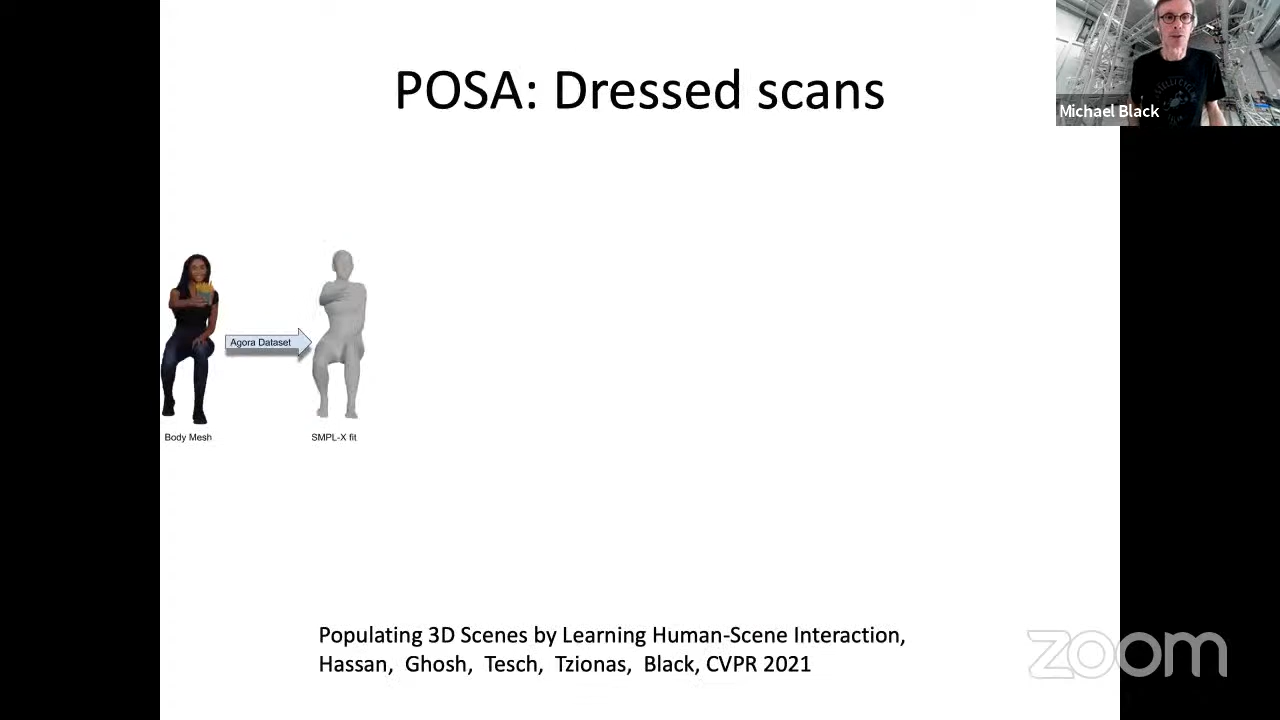 POSA: Dressed scans
Michael Black
Agora Dataset
Body Mesh
SMPL-X fit
Populating 3D Scenes by Learning Human-Scene Interaction,
Hassan, Ghosh, Tesch, Tzionas, Black, CVPR 2021
zoom